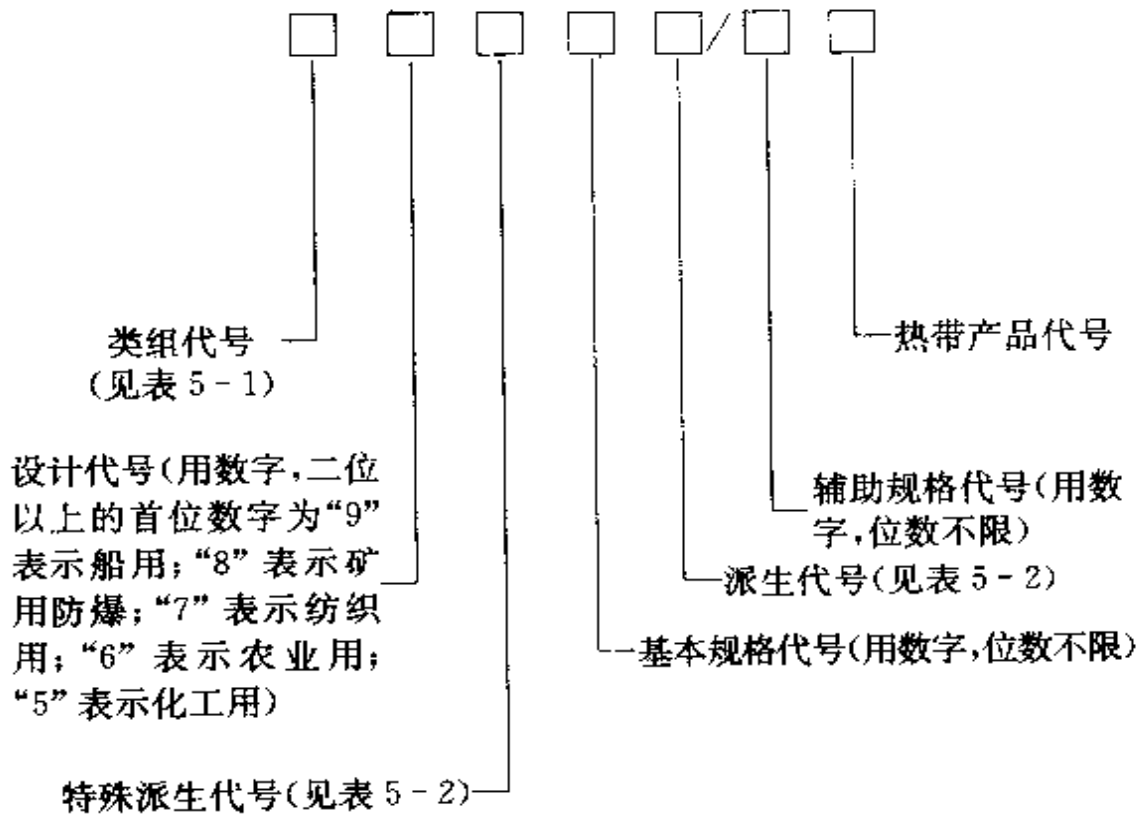 □ □ □ □ □/□ □
类组代号
(见表 5-1)
热带产品代号
设计代号(用数字,二位
以上的首位数字为“9”
表示船用;“8”表示矿
用防爆;“7”表示纺织
用;“6”表示农业用;
“5”表示化工用)
辅助规格代号(用数
字,位数不限)
派生代号(见表 5-2)
基本规格代号(用数字,位数不限)
特殊派生代号(见表 5-2)